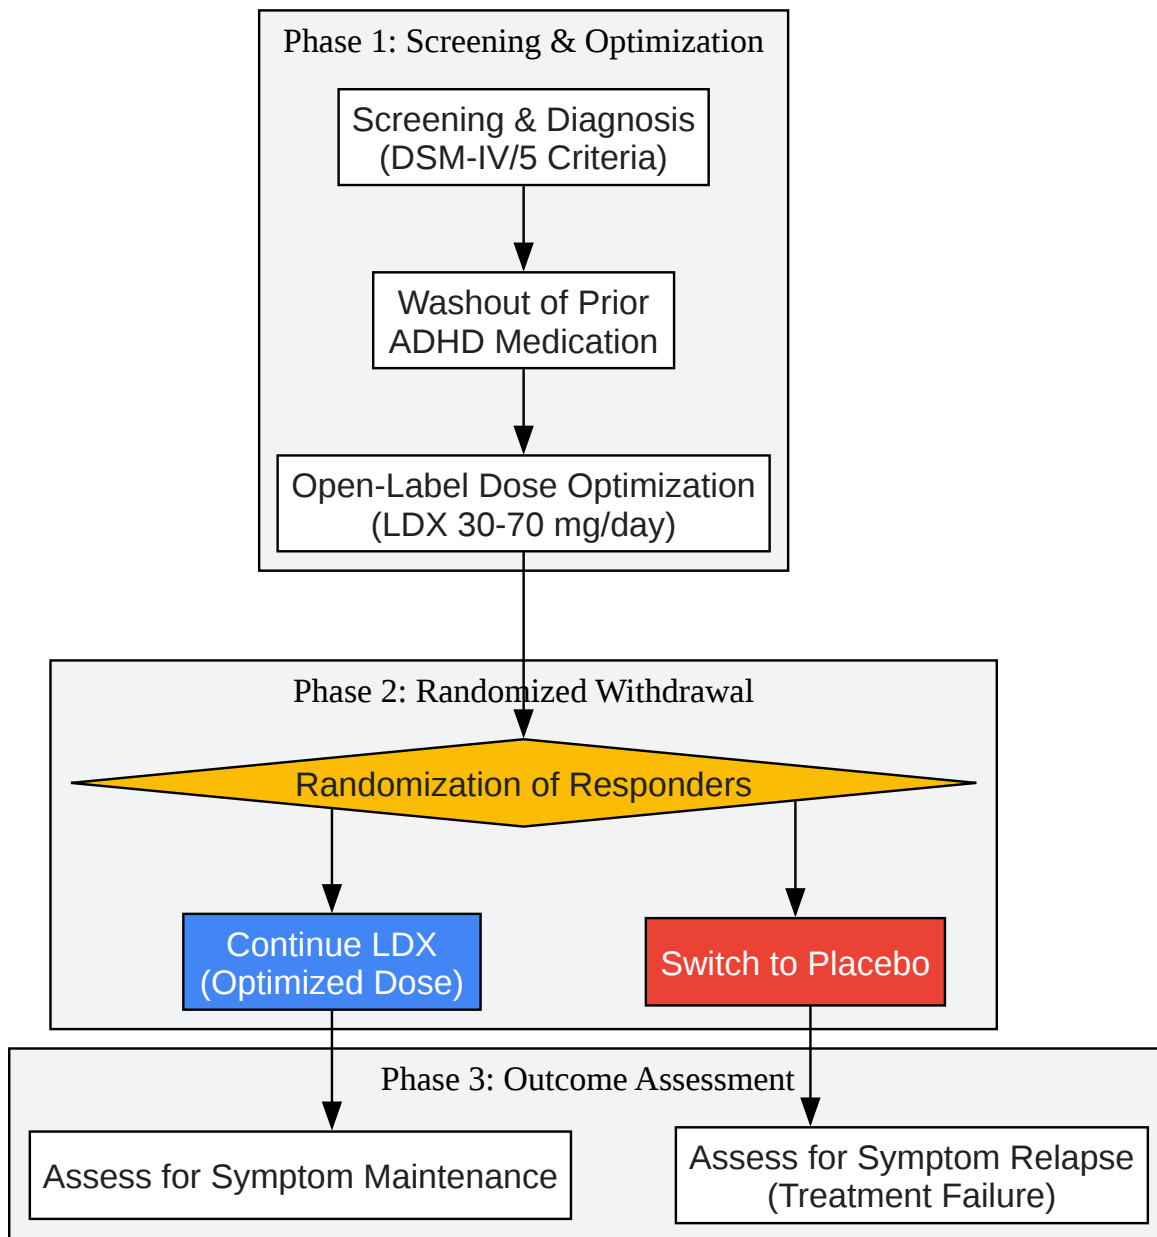 Phase 1: Screening & Optimization
Screening & Diagnosis
(DSM-IV/5 Criteria)
Washout of Prior
ADHD Medication
Open-Label Dose Optimization
(LDX 30-70 mg/day)
Phase 2: Randomized Withdrawal
Randomization of Responders
Continue LDX
(Optimized Dose)
Switch to Placebo
Phase 3: Outcome Assessment
Assess for Symptom Maintenance
Assess for Symptom Relapse
(Treatment Failure)